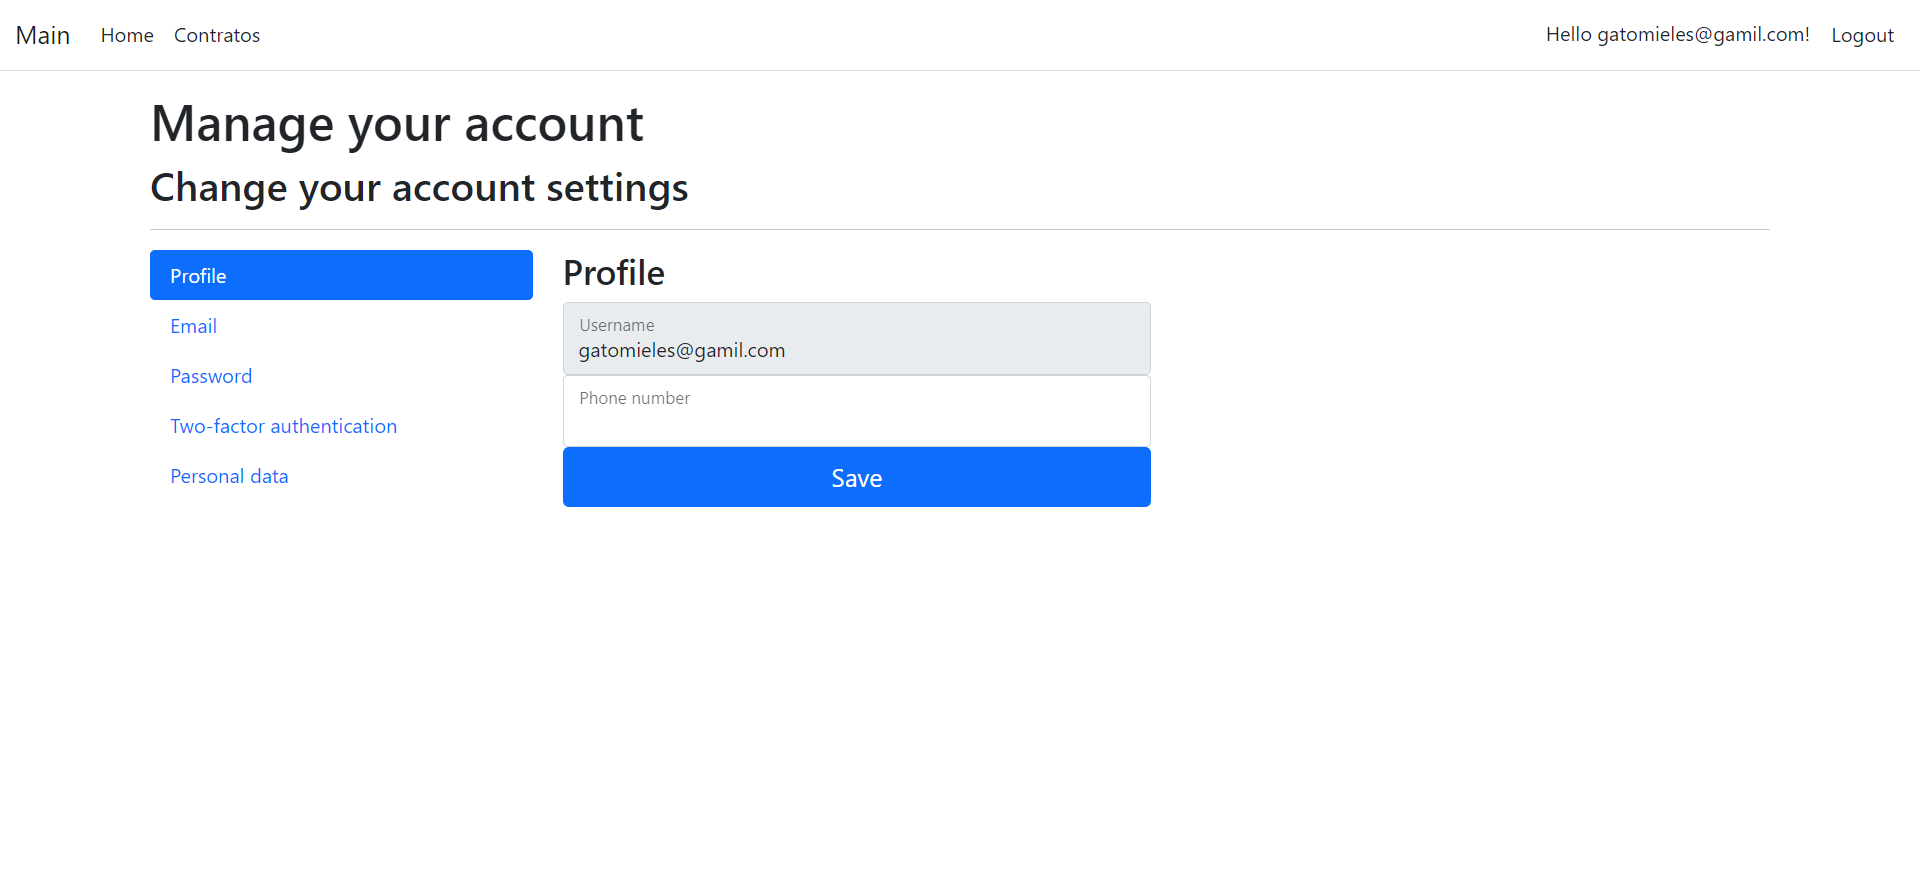 Main Home Contratos Hello gatomieles@gamil.com! Logout
Manage your account
Change your account settings
Profile
Email
Password
Two-factor authentication
Personal data
Profile
Username
gatomieles@gamil.com
Phone number
Save